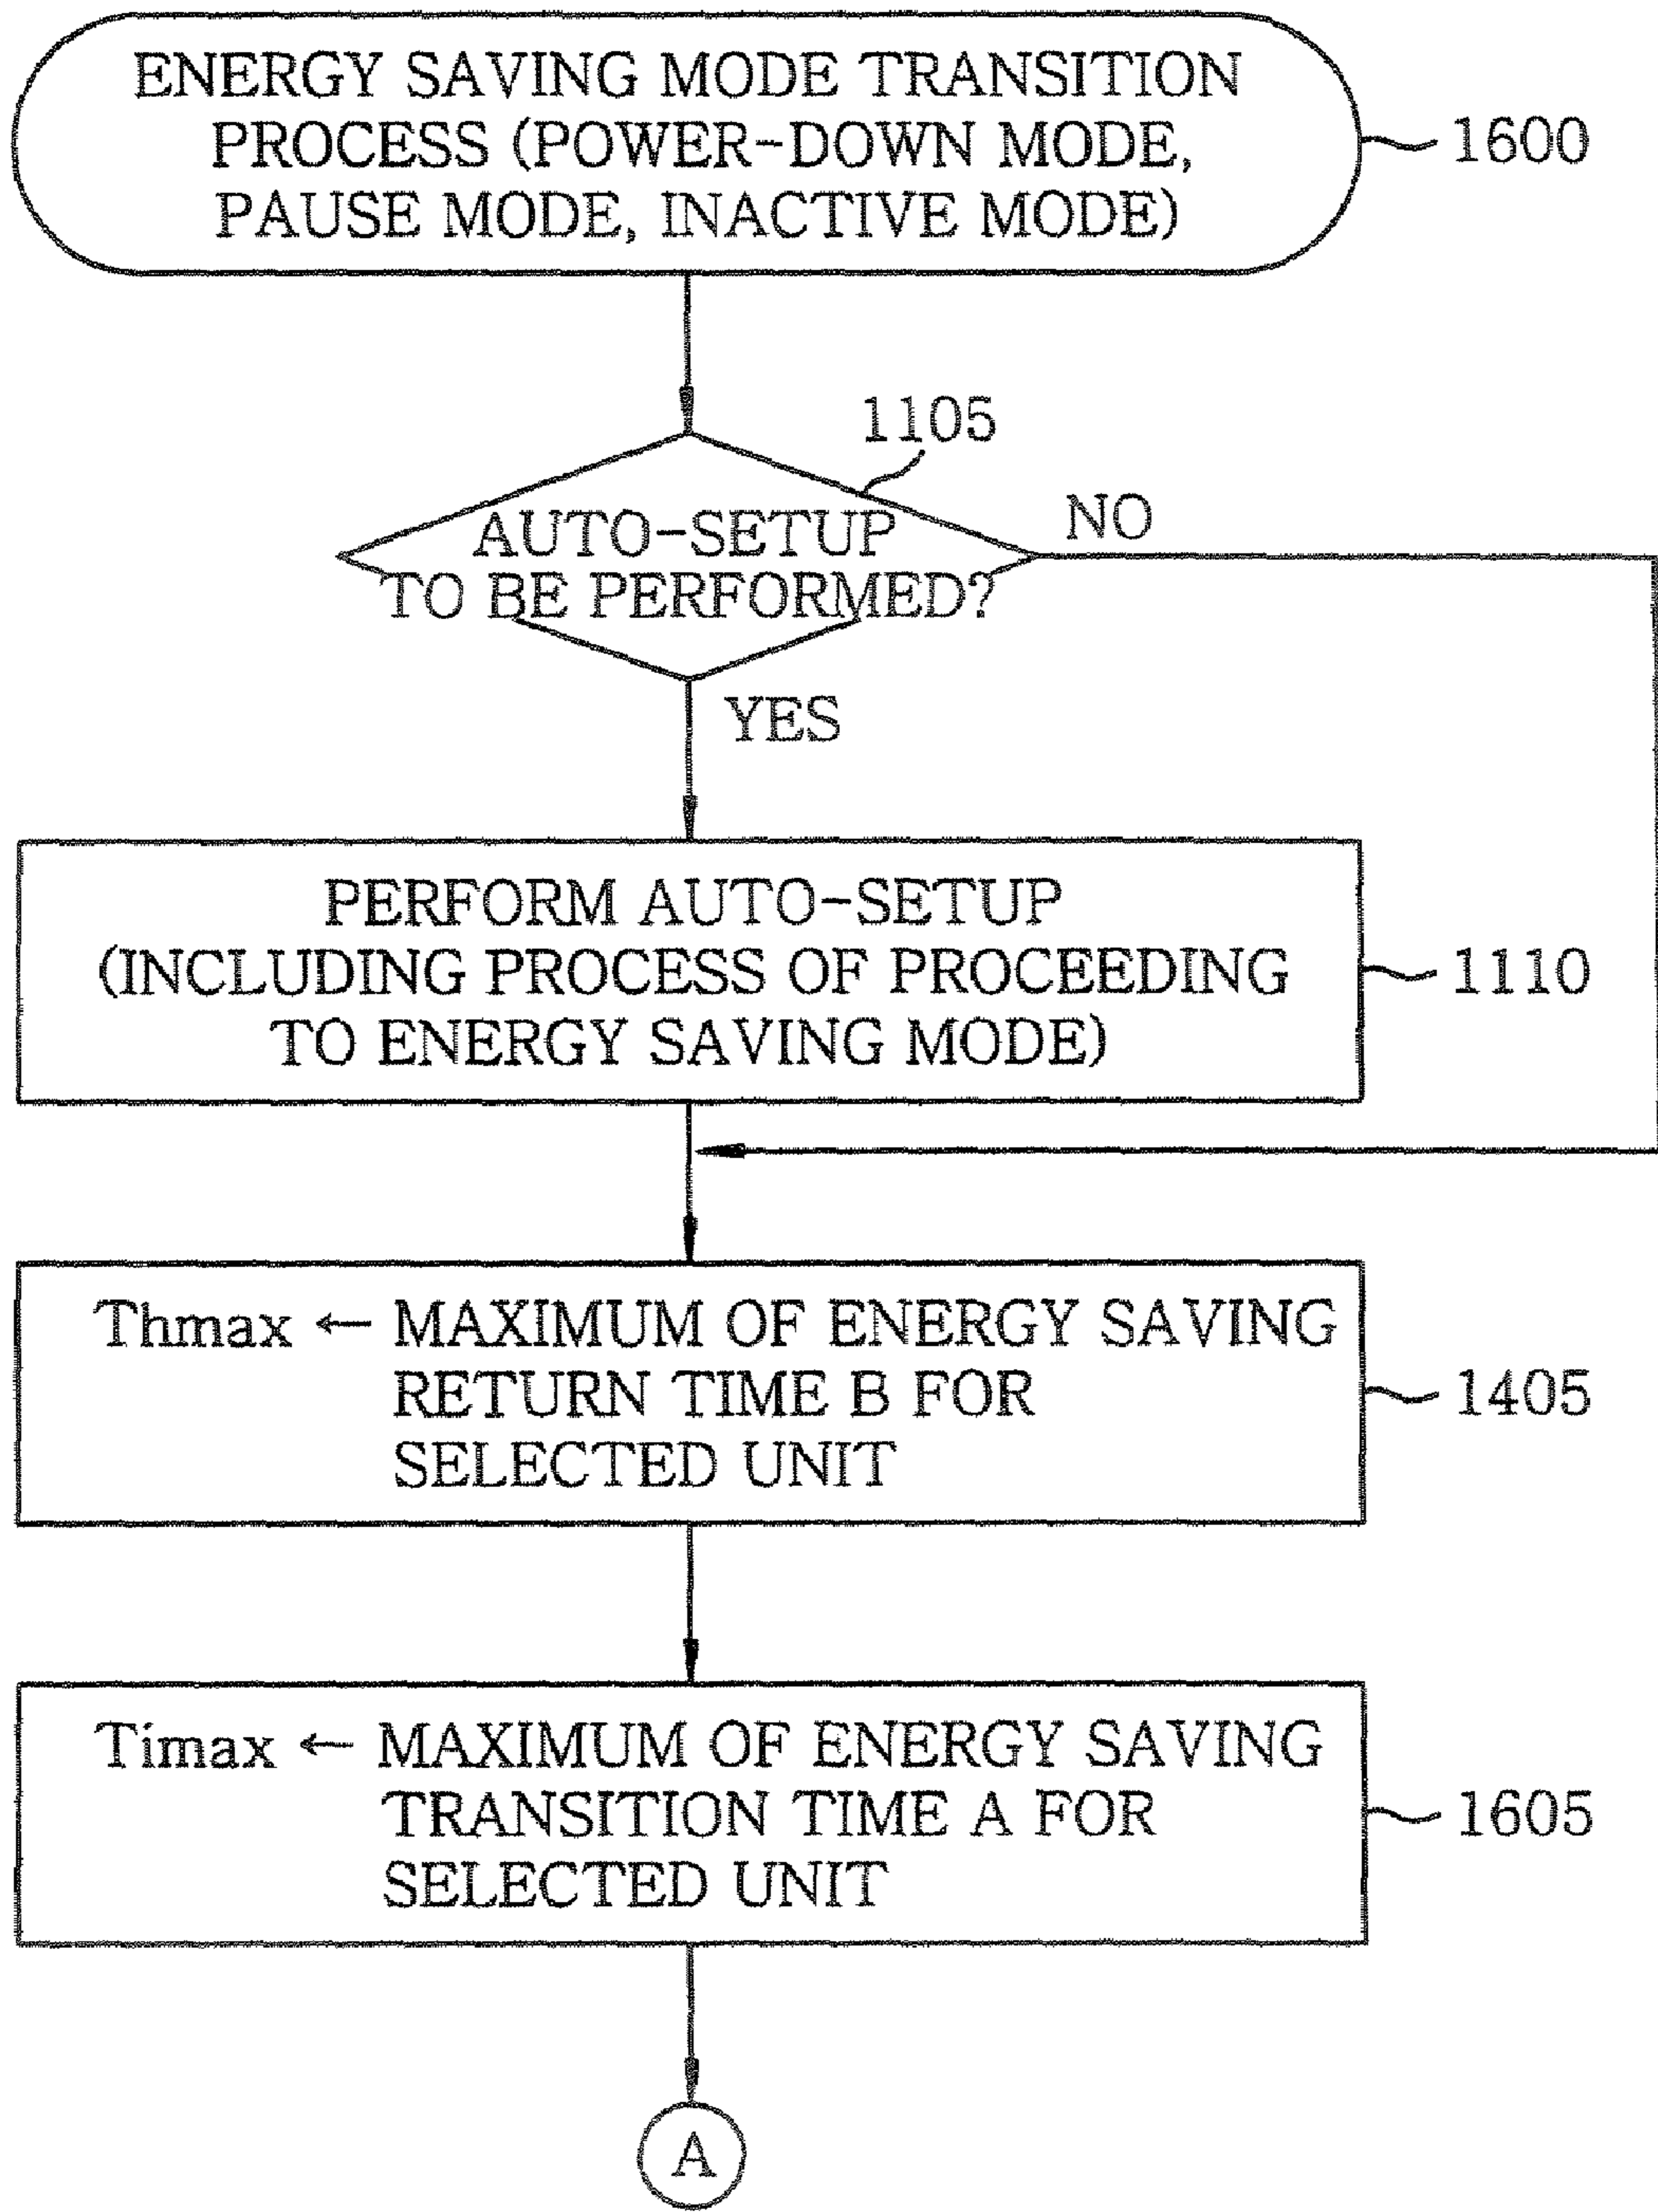 ENERGY SAVING MODE TRANSITION
PROCESS (POWER-DOWN MODE,
PAUSE MODE, INACTIVE MODE)
1600
1105
AUTO-SETUP
TO BE PERFORMED?
NO
YES
PERFORM AUTO-SETUP
(INCLUDING PROCESS OF PROCEEDING
TO ENERGY SAVING MODE)
1110
Thmax ← MAXIMUM OF ENERGY SAVING
RETURN TIME B FOR
SELECTED UNIT
1405
Timax ← MAXIMUM OF ENERGY SAVING
TRANSITION TIME A FOR
SELECTED UNIT
1605
A